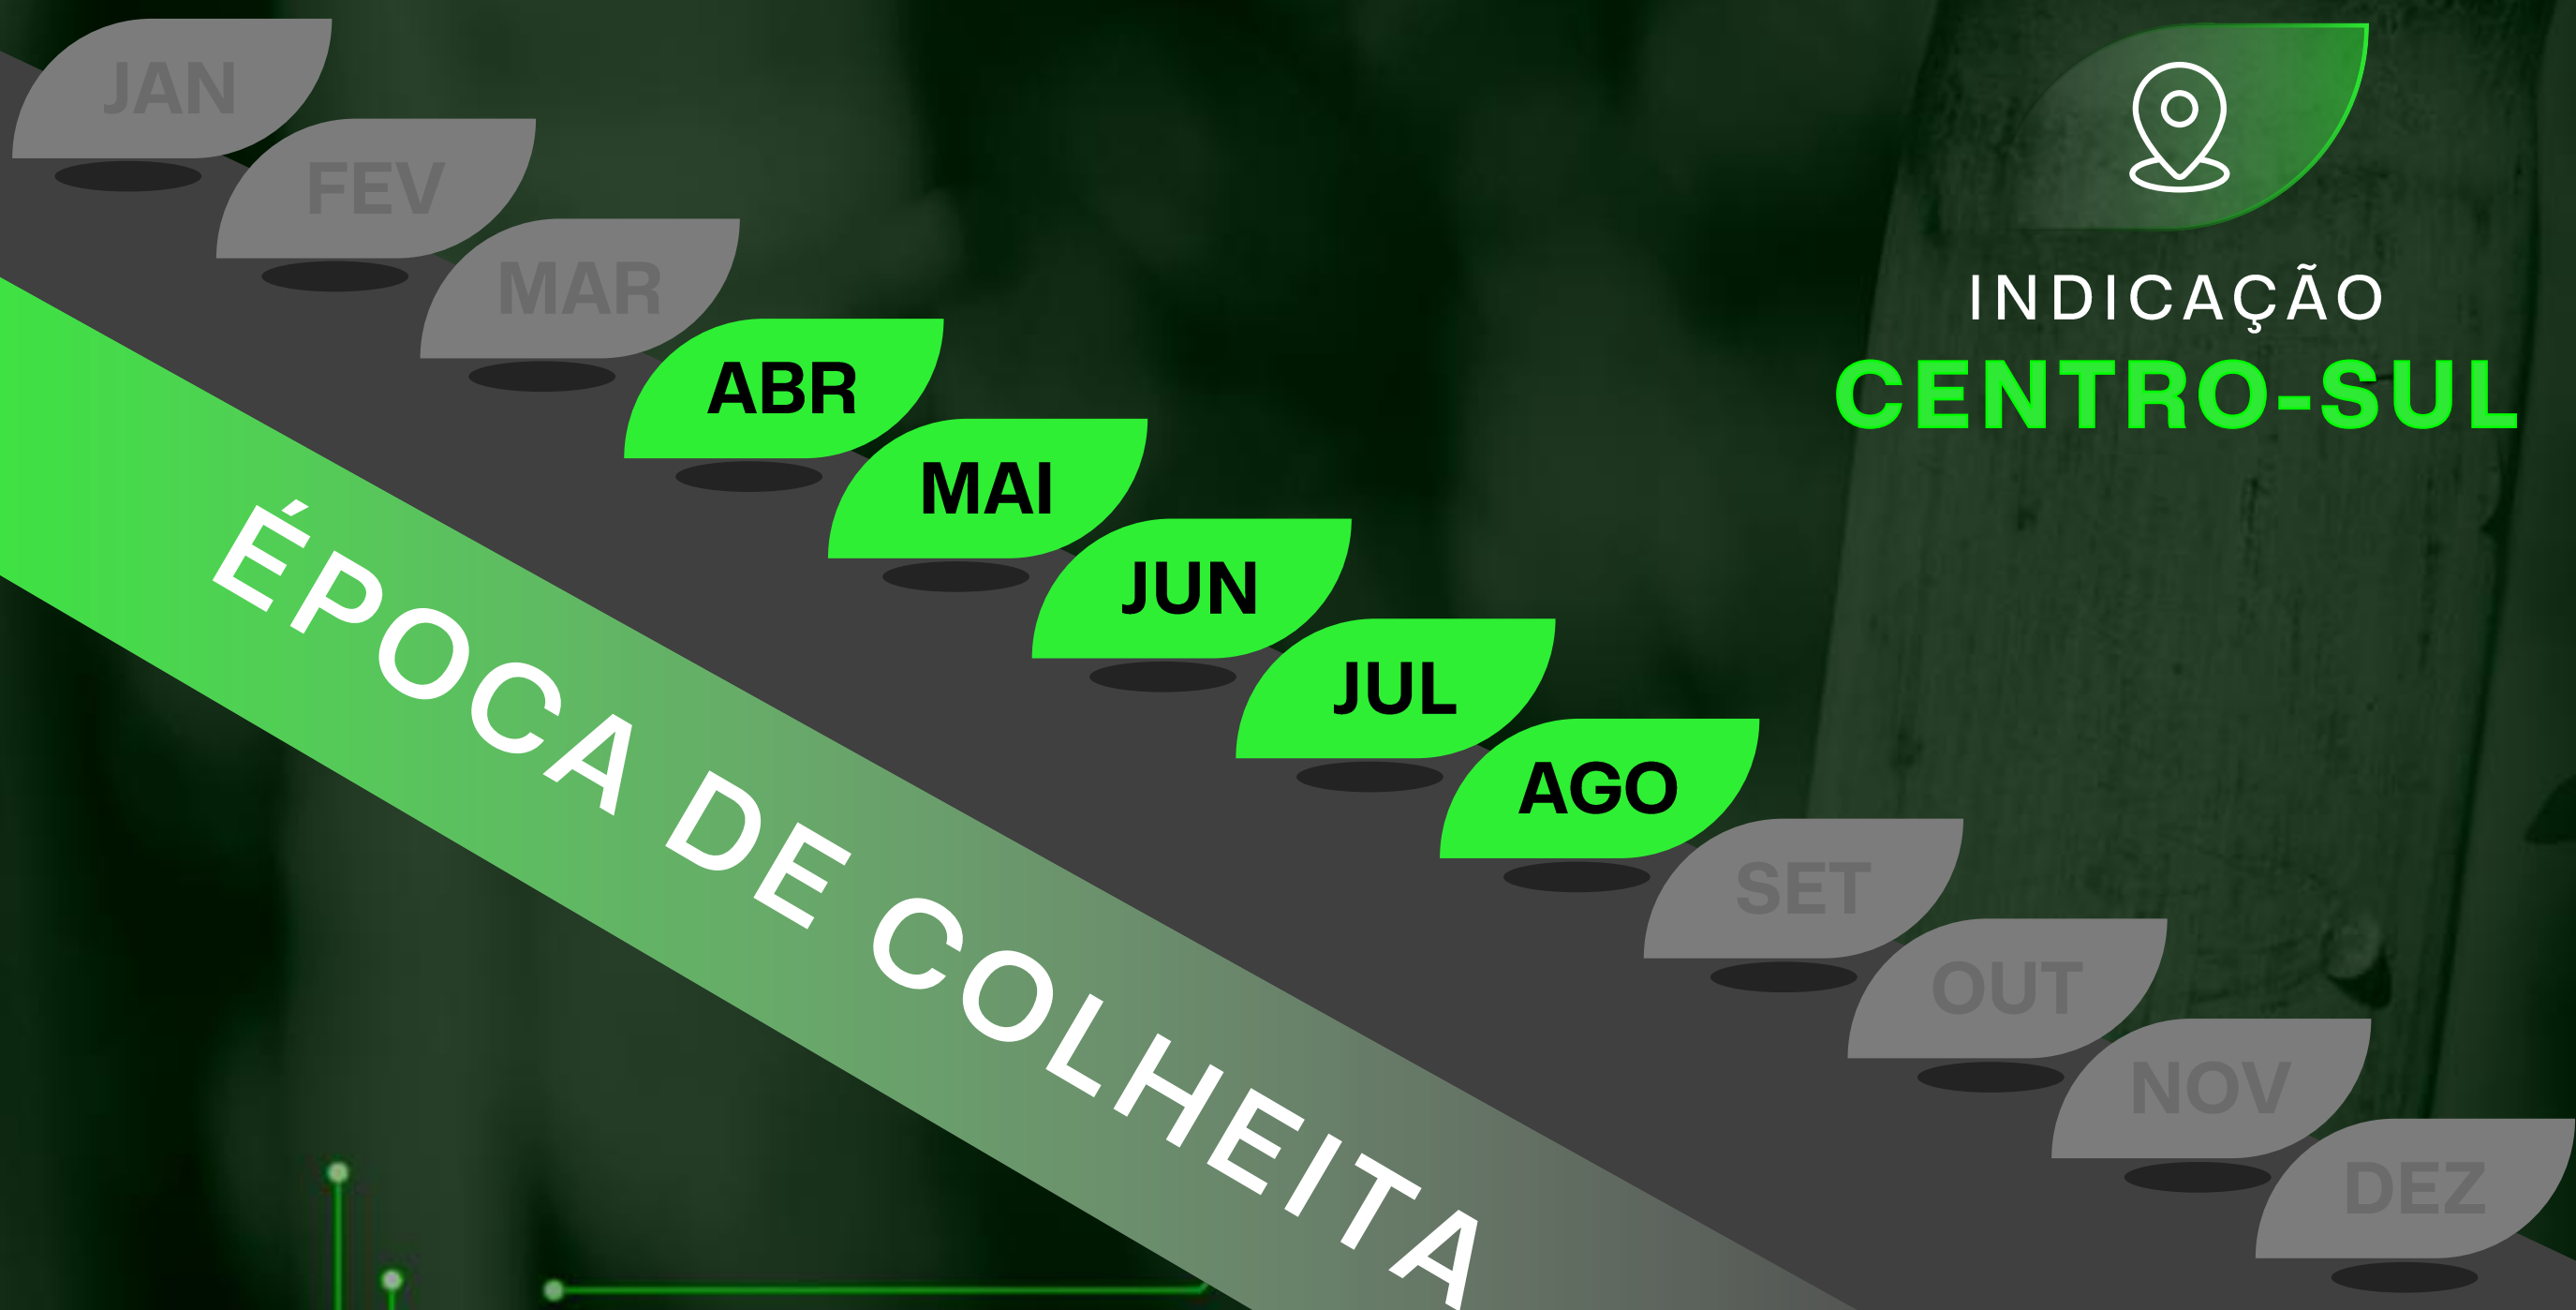 JAN
FEV
MAR
ABR
MAI
JUN
JUL
AGO
SET
OUT
NOV
DEZ
INDICAÇÃO
CENTRO-SUL
ÉPOCA DE COLHEITA